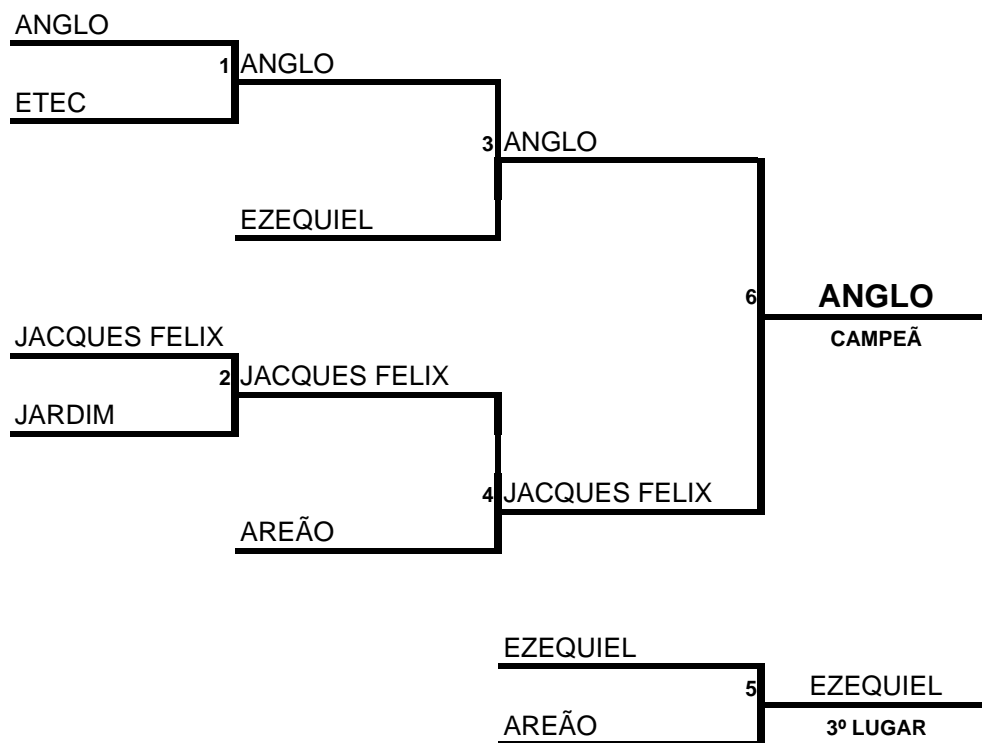 ANGLO
1 ANGLO
ETEC
3 ANGLO
EZEQUIEL
6 ANGLO
CAMPEÃ
JACQUES FELIX
2 JACQUES FELIX
JARDIM
4 JACQUES FELIX
AREÃO
EZEQUIEL
5 EZEQUIEL
AREÃO
3º LUGAR